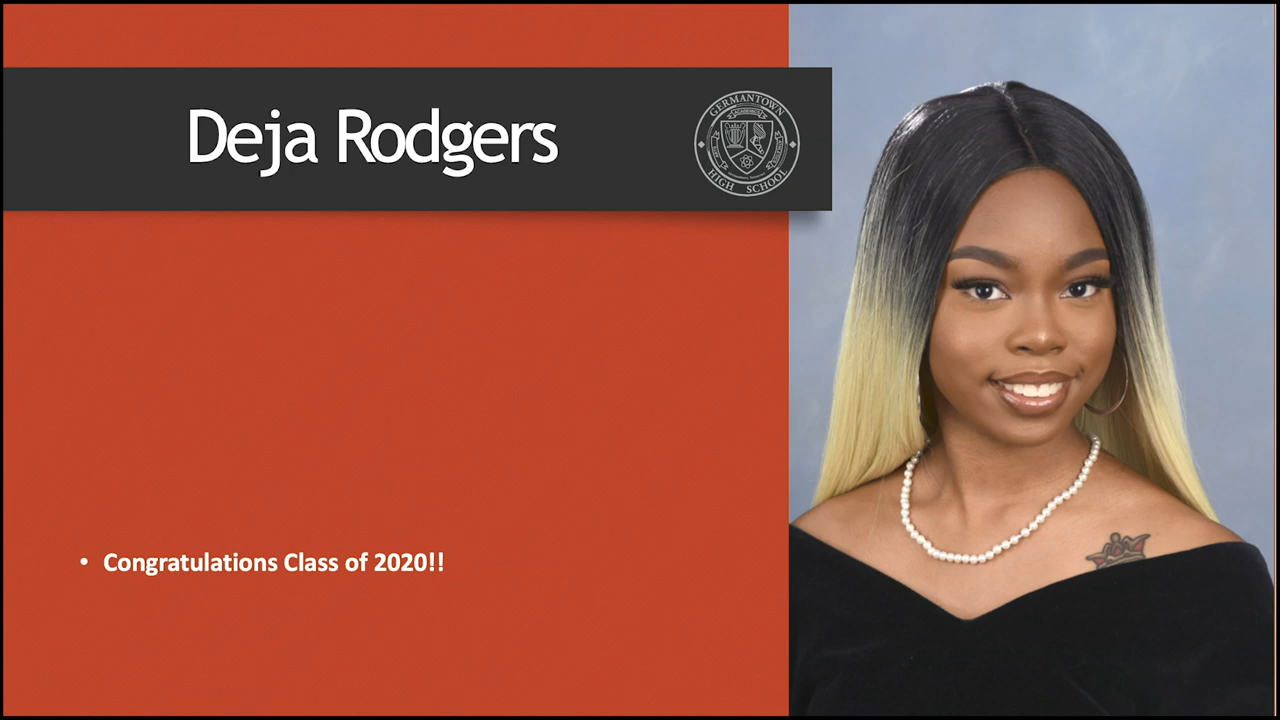 Deja Rodgers
GERMANTOWN
HIGH SCHOOL
• Congratulations Class of 2020!!